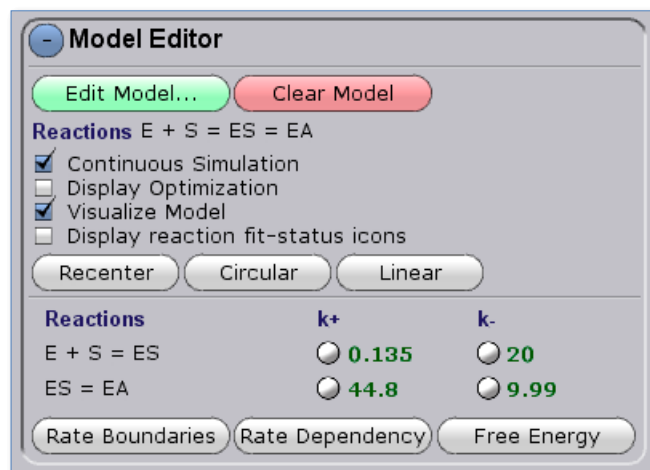 - Model Editor
Edit Model... Clear Model
Reactions E + S = ES = EA
Continuous Simulation
Display Optimization
Visualize Model
Display reaction fit-status icons
Recenter Circular Linear
Reactions k+ k-
E + S = ES 0.135 20
ES = EA 44.8 9.99
Rate Boundaries Rate Dependency Free Energy